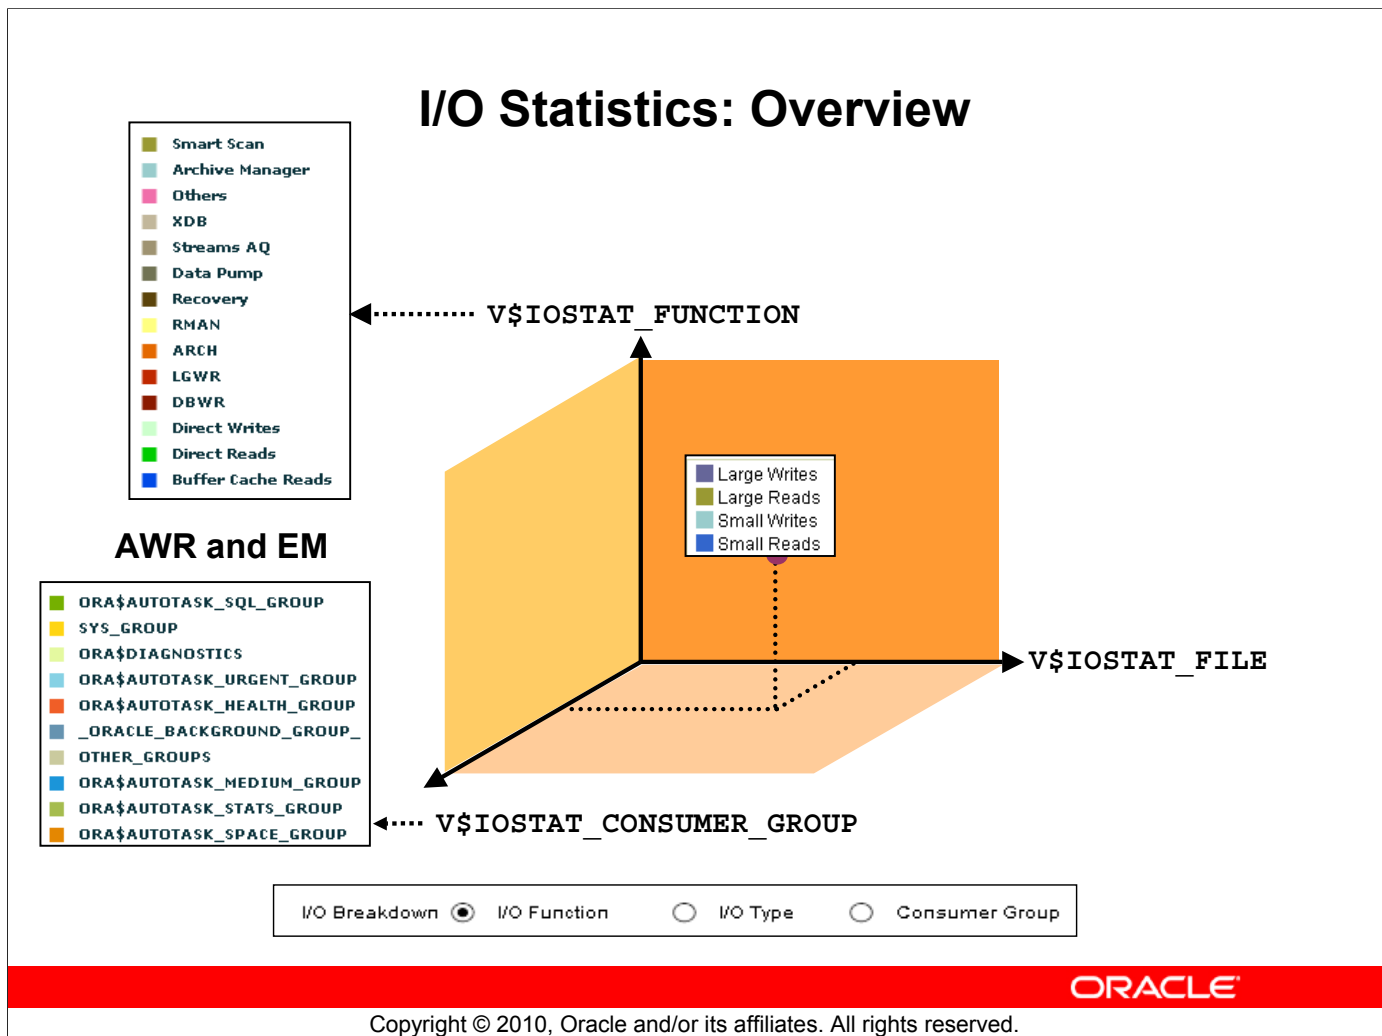 I/O Statistics: Overview
Smart Scan
Archive Manager
Others
XDB
Streams AQ
Data Pump
Recovery
RMAN
ARCH
LGWR
DBWR
Direct Writes
Direct Reads
Buffer Cache Reads
V$IOSTAT_FUNCTION
Large Writes
Large Reads
Small Writes
Small Reads
AWR and EM
ORA$AUTOTASK_SQL_GROUP
SYS_GROUP
ORA$DIAGNOSTICS
ORA$AUTOTASK_URGENT_GROUP
ORA$AUTOTASK_HEALTH_GROUP
_ORACLE_BACKGROUND_GROUP_
OTHER_GROUPS
ORA$AUTOTASK_MEDIUM_GROUP
ORA$AUTOTASK_STATS_GROUP
ORA$AUTOTASK_SPACE_GROUP
V$IOSTAT_FILE
V$IOSTAT_CONSUMER_GROUP
I/O Breakdown I/O Function I/O Type Consumer Group
ORACLE
Copyright © 2010, Oracle and/or its affiliates. All rights reserved.